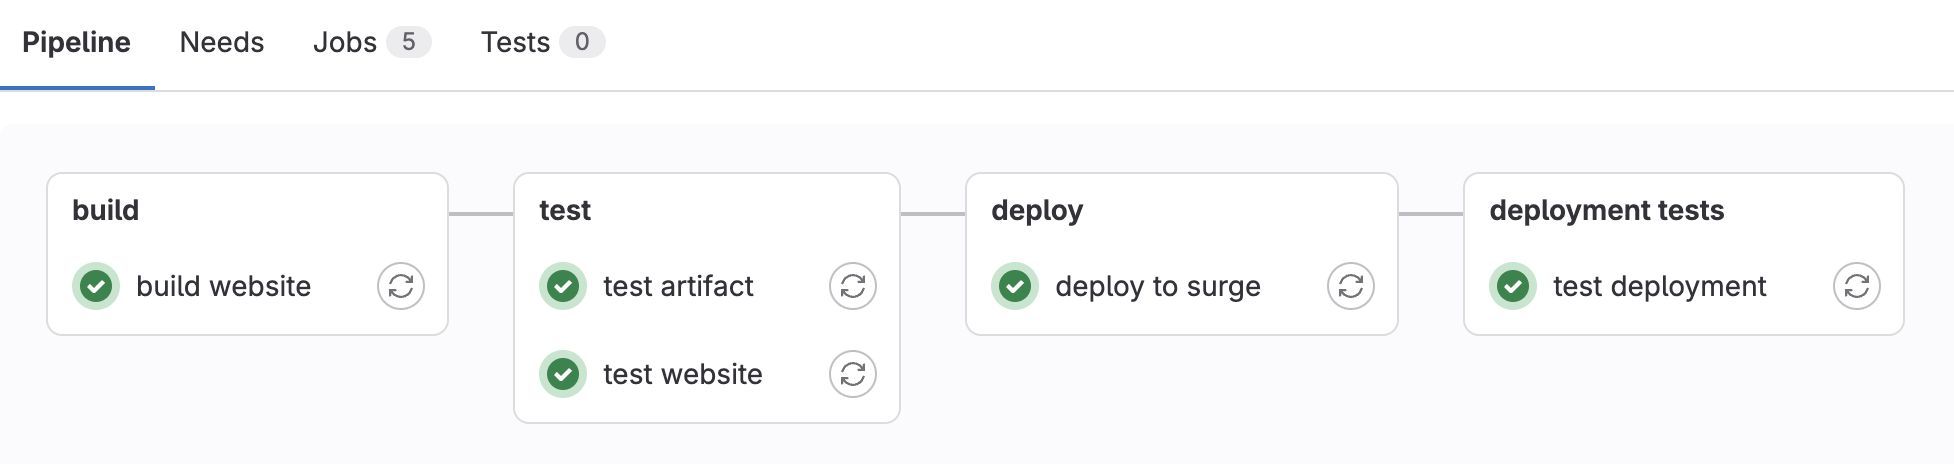 Pipeline Needs Jobs 5 Tests 0
build
build website
test
test artifact
test website
deploy
deploy to surge
deployment tests
test deployment